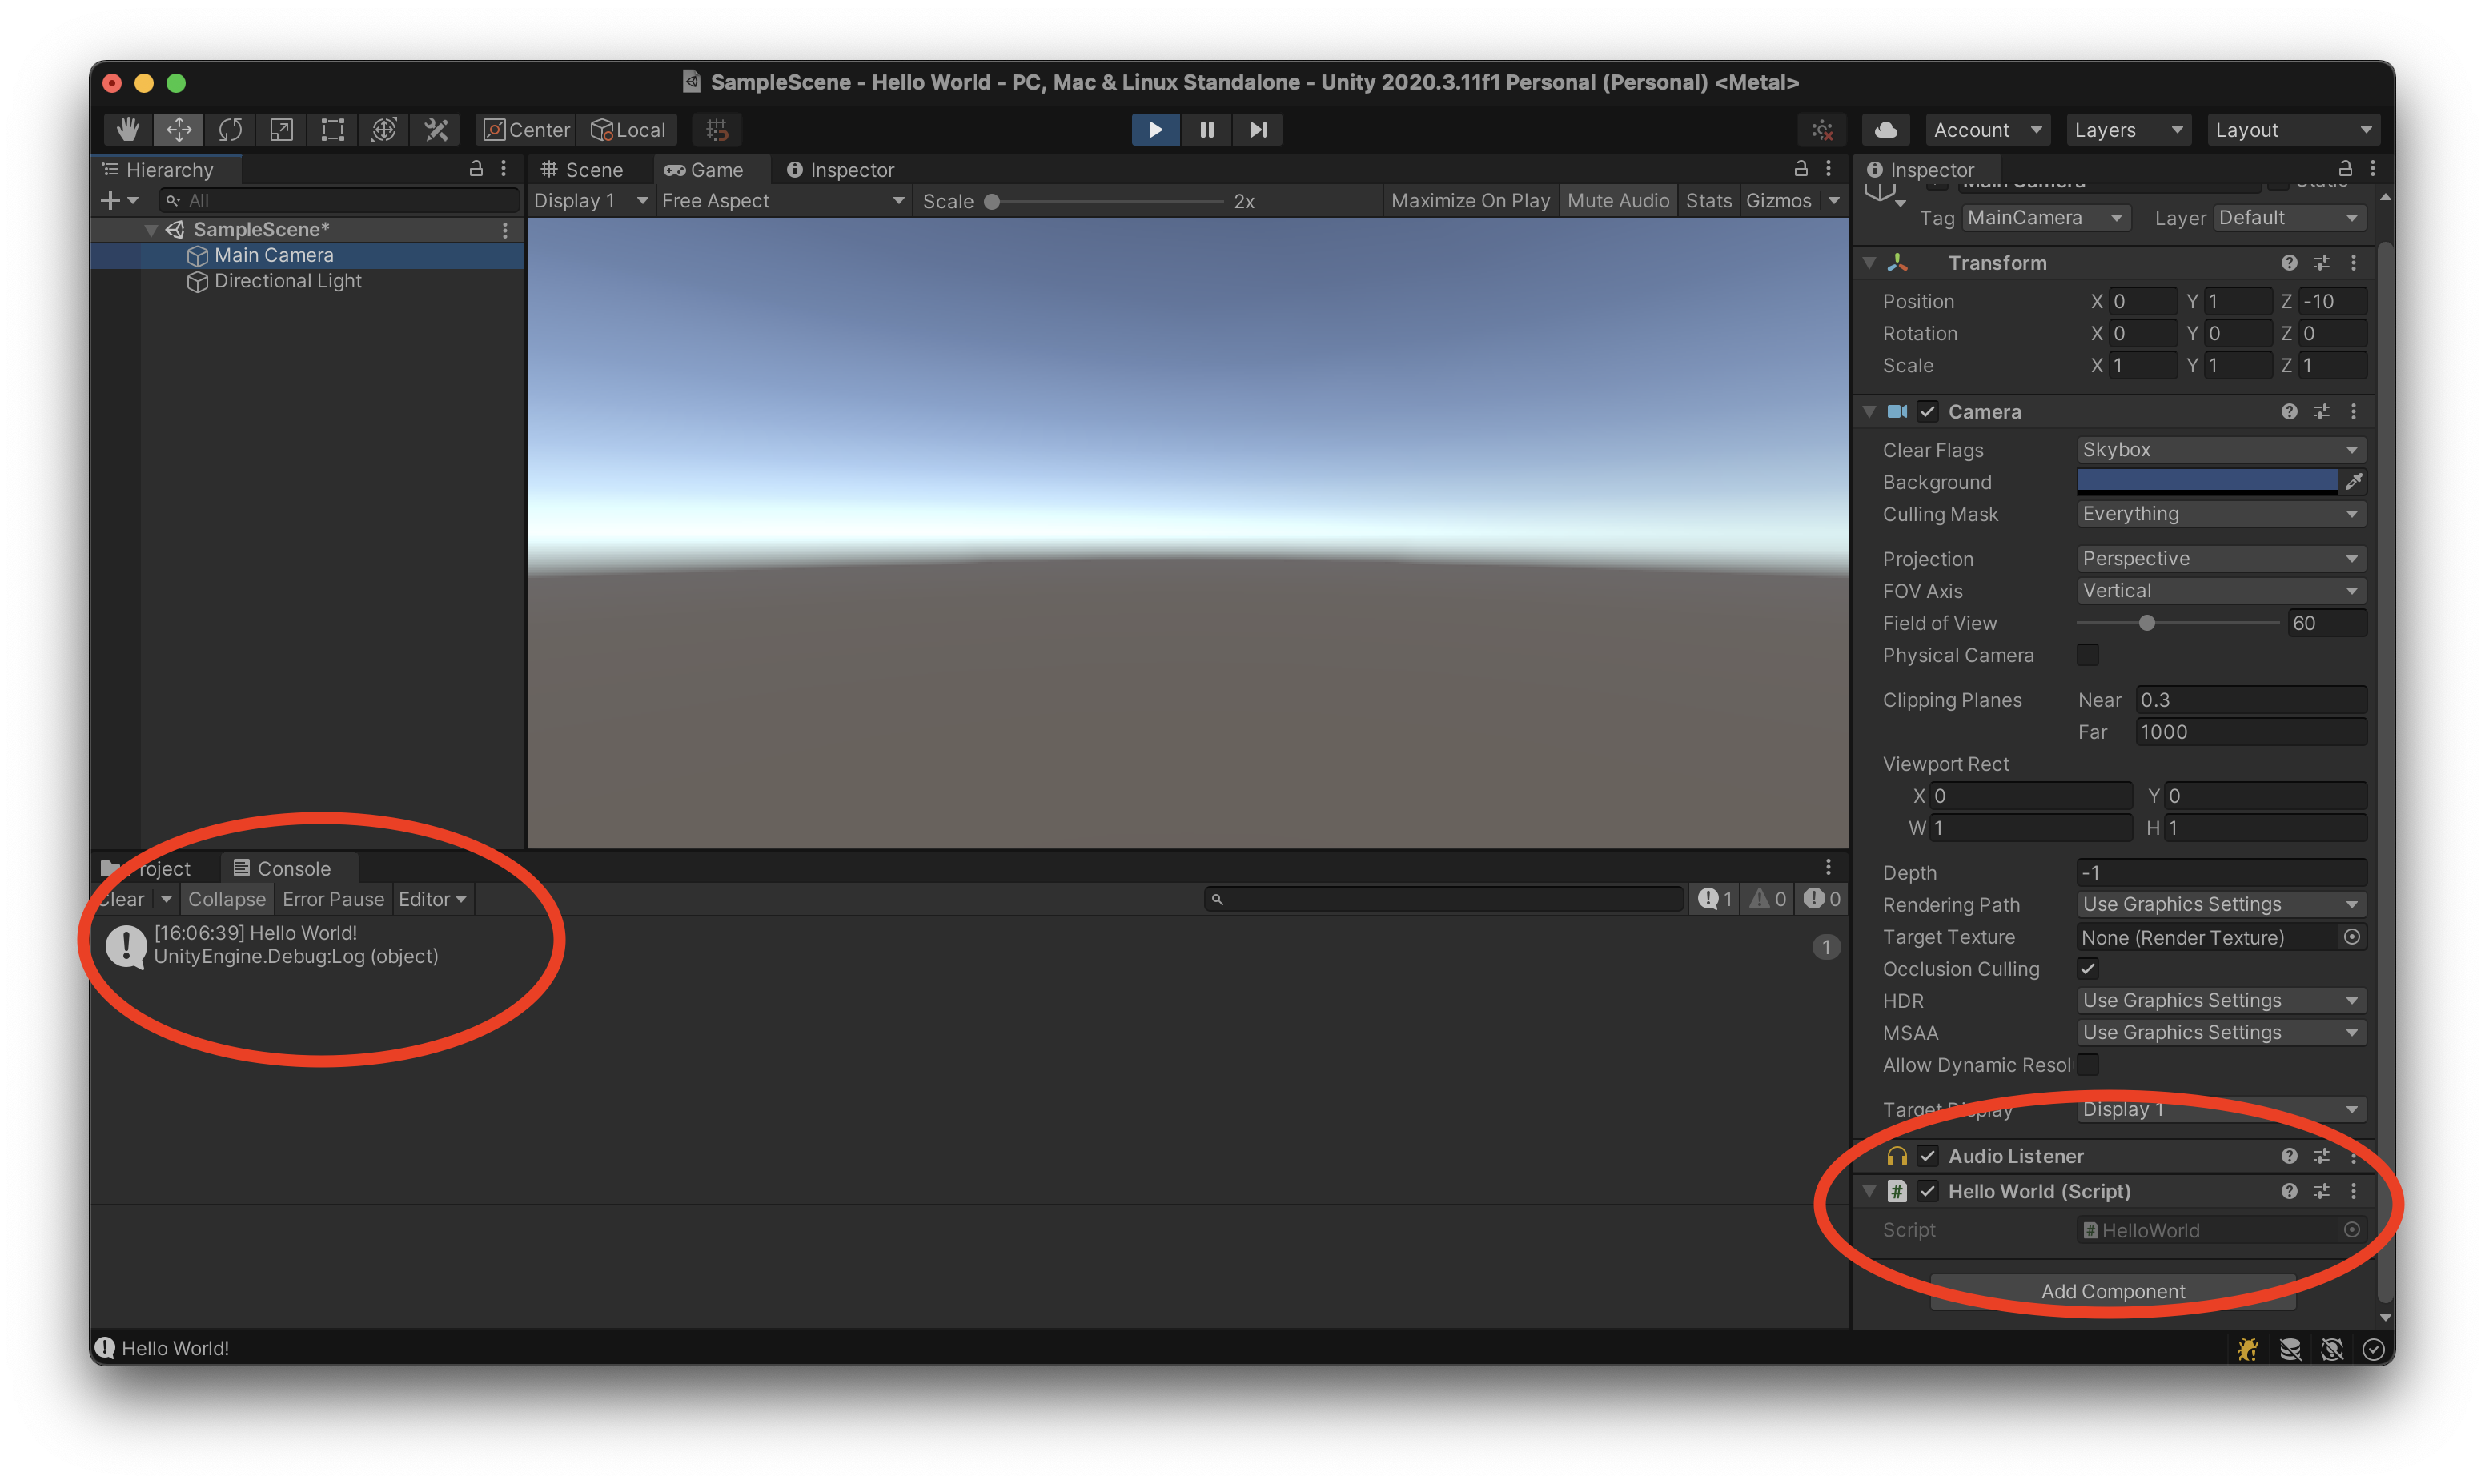 SampleScene - Hello World - PC, Mac & Linux Standalone - Unity 2020.3.11f1 Personal (Personal) <Metal>
Center Local Account Layers Layout
Hierarchy
All
SampleScene*
Main Camera
Directional Light
Scene Game Inspector
Display 1 Free Aspect Scale 2x Maximize On Play Mute Audio Stats Gizmos
Project Console
Clear Collapse Error Pause Editor 1 0 0
[16:06:39] Hello World!
UnityEngine.Debug:Log (object)
1
Inspector
Main Camera Static
Tag MainCamera Layer Default
Transform
Position X 0 Y 1 Z -10
Rotation X 0 Y 0 Z 0
Scale X 1 Y 1 Z 1
Camera
Clear Flags Skybox
Background
Culling Mask Everything
Projection Perspective
FOV Axis Vertical
Field of View 60
Physical Camera
Clipping Planes Near 0.3
Far 1000
Viewport Rect
X 0 Y 0
W 1 H 1
Depth -1
Rendering Path Use Graphics Settings
Target Texture None (Render Texture)
Occlusion Culling
HDR Use Graphics Settings
MSAA Use Graphics Settings
Allow Dynamic Resol
Target Display Display 1
Audio Listener
# Hello World (Script)
Script # HelloWorld
Add Component
Hello World!